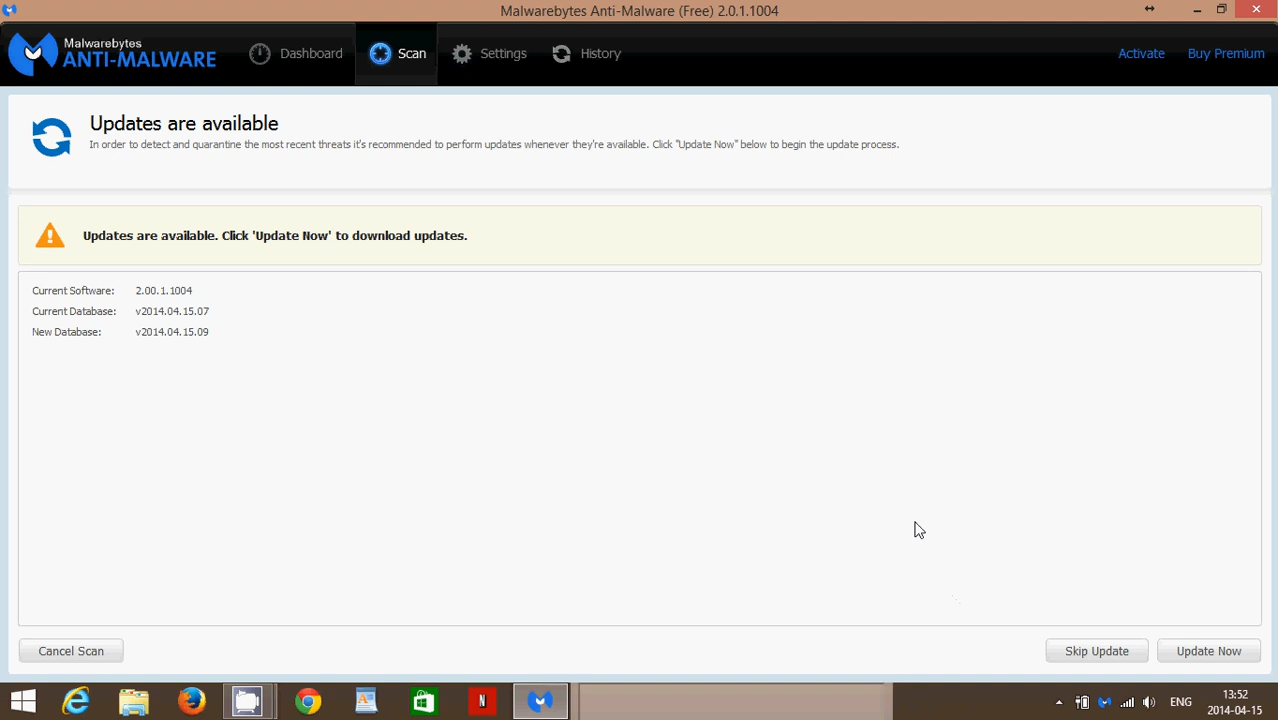 Malwarebytes Anti-Malware (Free) 2.0.1.1004
Malwarebytes
ANTI-MALWARE
Dashboard
Scan
Settings
History
Activate
Buy Premium
Updates are available
In order to detect and quarantine the most recent threats it's recommended to perform updates whenever they're available. Click "Update Now" below to begin the update process.
Updates are available. Click 'Update Now' to download updates.
Current Software: 2.00.1.1004
Current Database: v2014.04.15.07
New Database: v2014.04.15.09
Cancel Scan
Skip Update
Update Now
N
ENG
13:52
2014-04-15